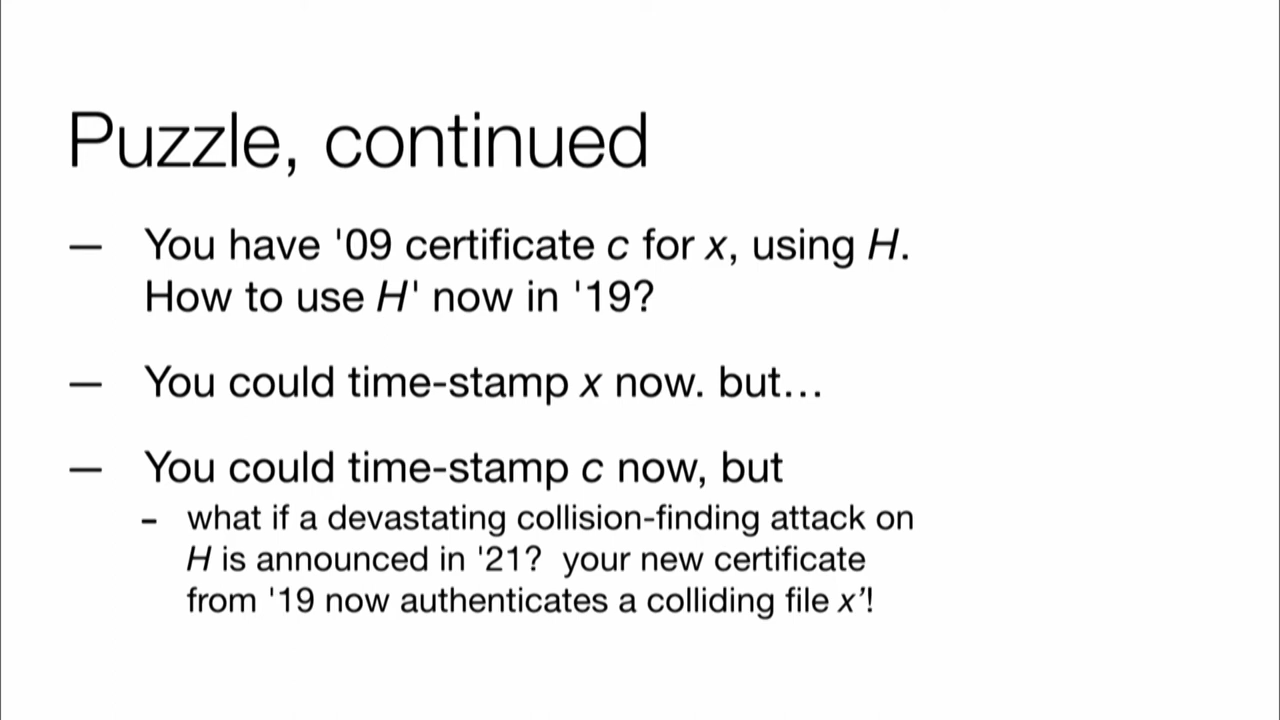 Puzzle, continued
— You have '09 certificate c for x, using H.
How to use H' now in '19?
— You could time-stamp x now. but…
— You could time-stamp c now, but
- what if a devastating collision-finding attack on
H is announced in '21?  your new certificate
from '19 now authenticates a colliding file x’!